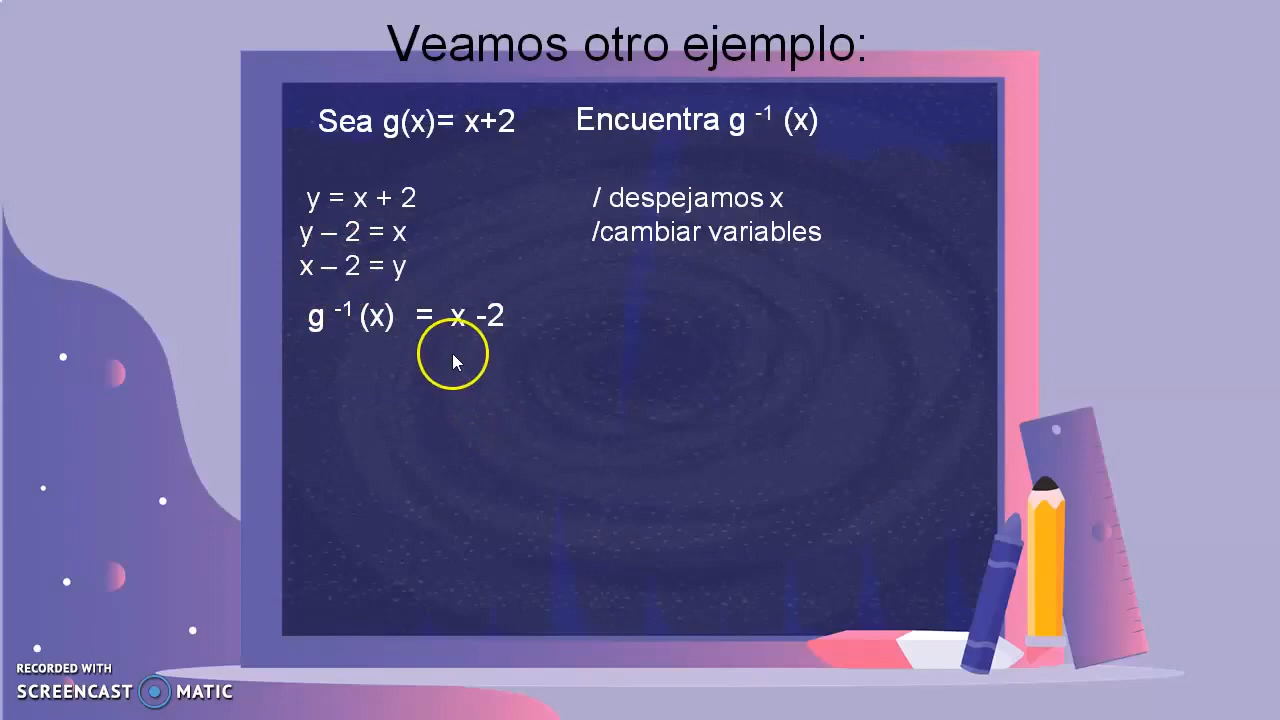 Veamos otro ejemplo:
Sea g(x)= x+2 Encuentra g -1 (x)
y = x + 2 / despejamos x
y – 2 = x /cambiar variables
x – 2 = y
g -1 (x) = x -2
RECORDED WITH
SCREENCAST MATIC